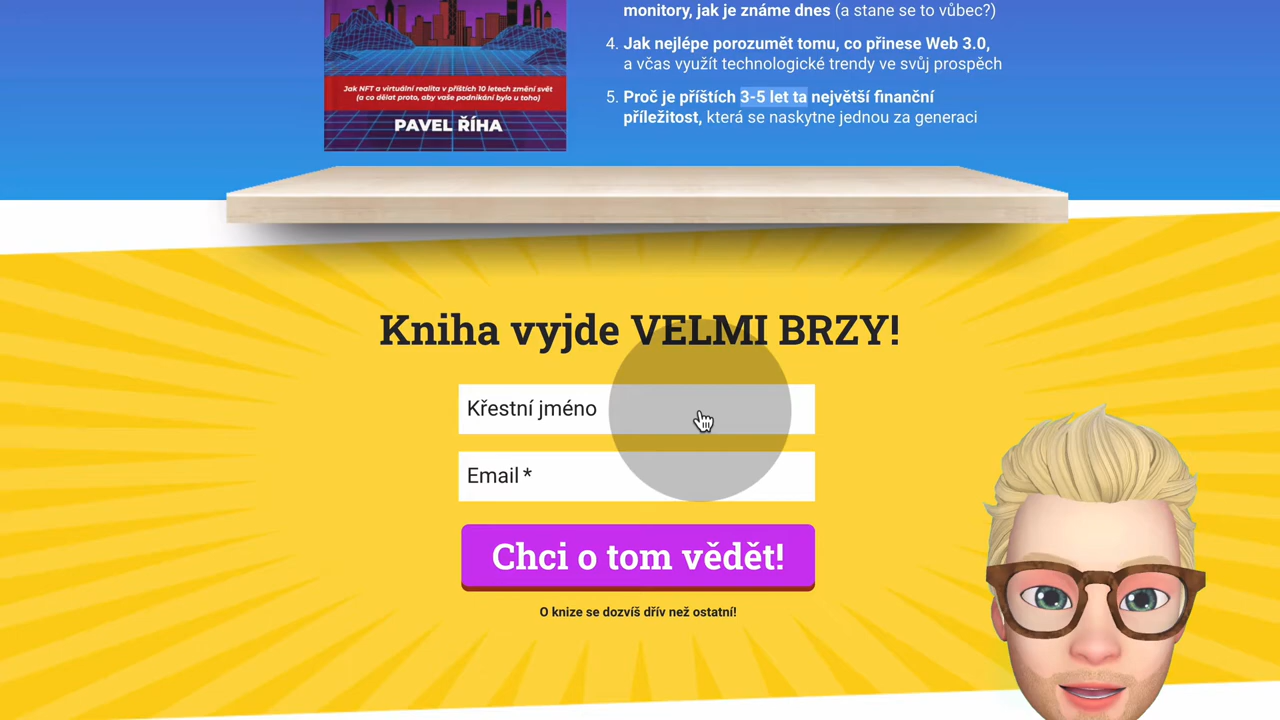 Jak NFT a virtuální realita v příštích 10 letech změní svět
(a co dělat proto, aby vaše podnikání bylo u toho)
PAVEL ŘÍHA
monitory, jak je známe dnes (a stane se to vůbec?)
4. Jak nejlépe porozumět tomu, co přinese Web 3.0,
a včas využít technologické trendy ve svůj prospěch
5. Proč je příštích 3-5 let ta největší finanční
příležitost, která se naskytne jednou za generaci
Kniha vyjde VELMI BRZY!
Křestní jméno
Email *
Chci o tom vědět!
O knize se dozvíš dřív než ostatní!